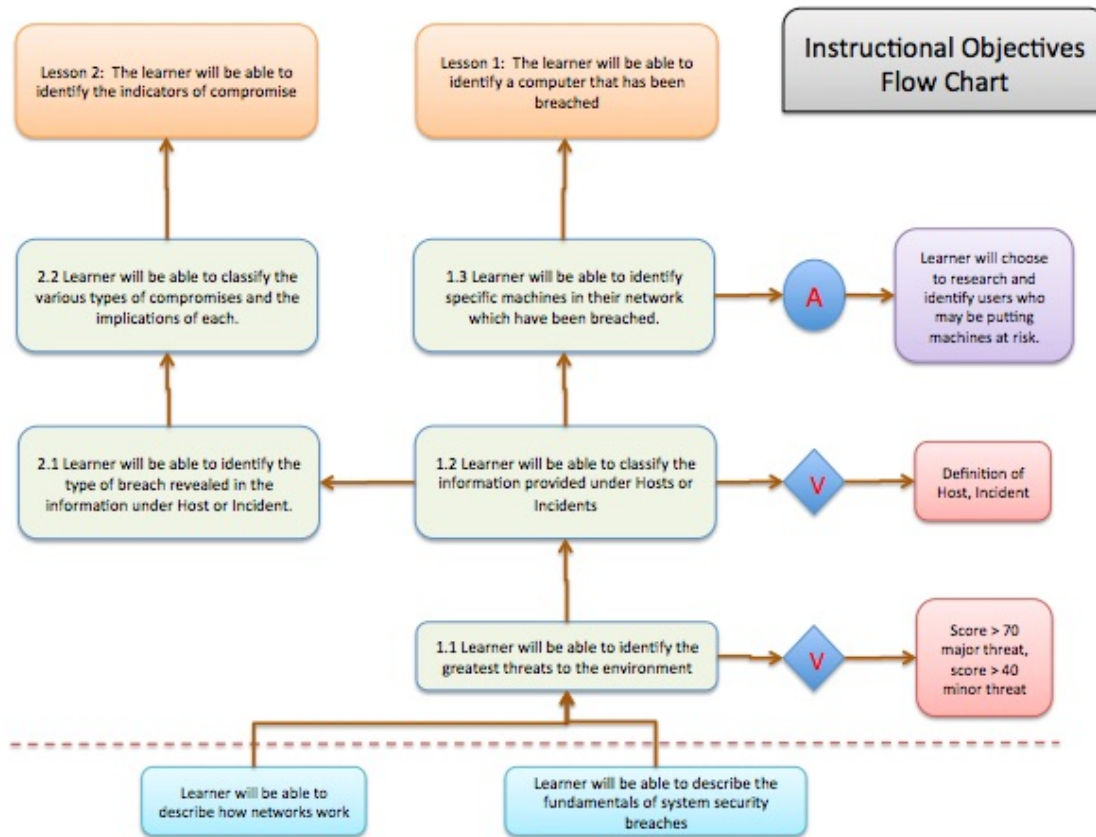 Instructional Objectives
Flow Chart
Lesson 2:  The learner will be able to
identify the indicators of compromise
Lesson 1:  The learner will be able to
identify a computer that has been
breached
2.2 Learner will be able to classify the
various types of compromises and the
implications of each.
1.3 Learner will be able to identify
specific machines in their network
which have been breached.
A
Learner will choose
to research and
identify users who
may be putting
machines at risk.
2.1 Learner will be able to identify the
type of breach revealed in the
information under Host or Incident.
1.2 Learner will be able to classify the
information provided under Hosts or
Incidents
V
Definition of
Host, Incident
1.1 Learner will be able to identify the
greatest threats to the environment
V
Score > 70
major threat,
score > 40
minor threat
Learner will be able to
describe how networks work
Learner will be able to describe the
fundamentals of system security
breaches